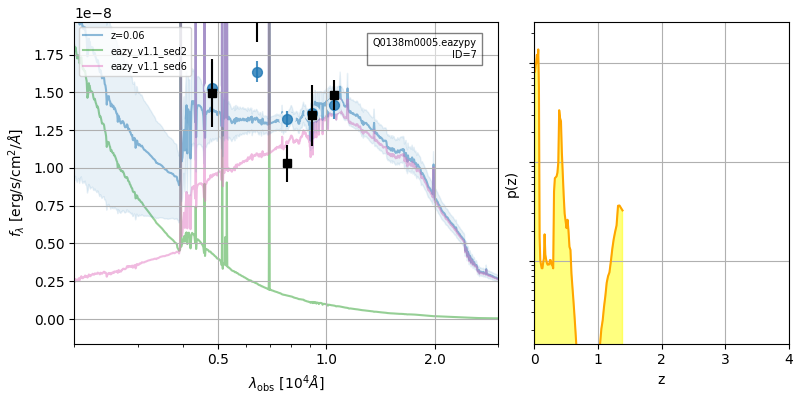 1e−8
z=0.06
eazy_v1.1_sed2
eazy_v1.1_sed6
Q0138m0005.eazypy
ID=7
1.75
1.50
1.25
1.00
0.75
0.50
0.25
0.00
fλ [erg/s/cm²/Å]
0.5
1.0
2.0
λobs [10⁴Å]
p(z)
0
1
2
3
4
z